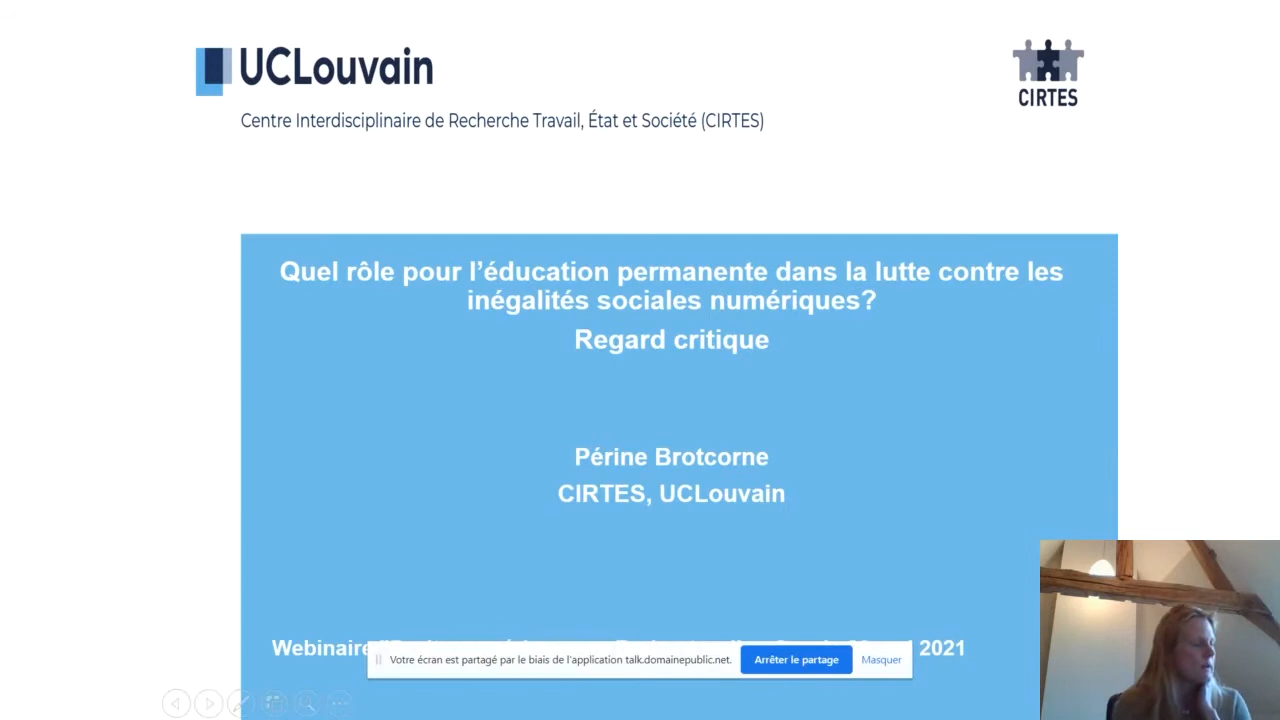 UCLouvain
CIRTES
Centre Interdisciplinaire de Recherche Travail, État et Société (CIRTES)
Quel rôle pour l’éducation permanente dans la lutte contre les
inégalités sociales numériques?
Regard critique
Périne Brotcorne
CIRTES, UCLouvain
Webinaire 2021
Votre écran est partagé par le biais de l’application talk.domainepublic.net.
Arrêter le partage
Masquer